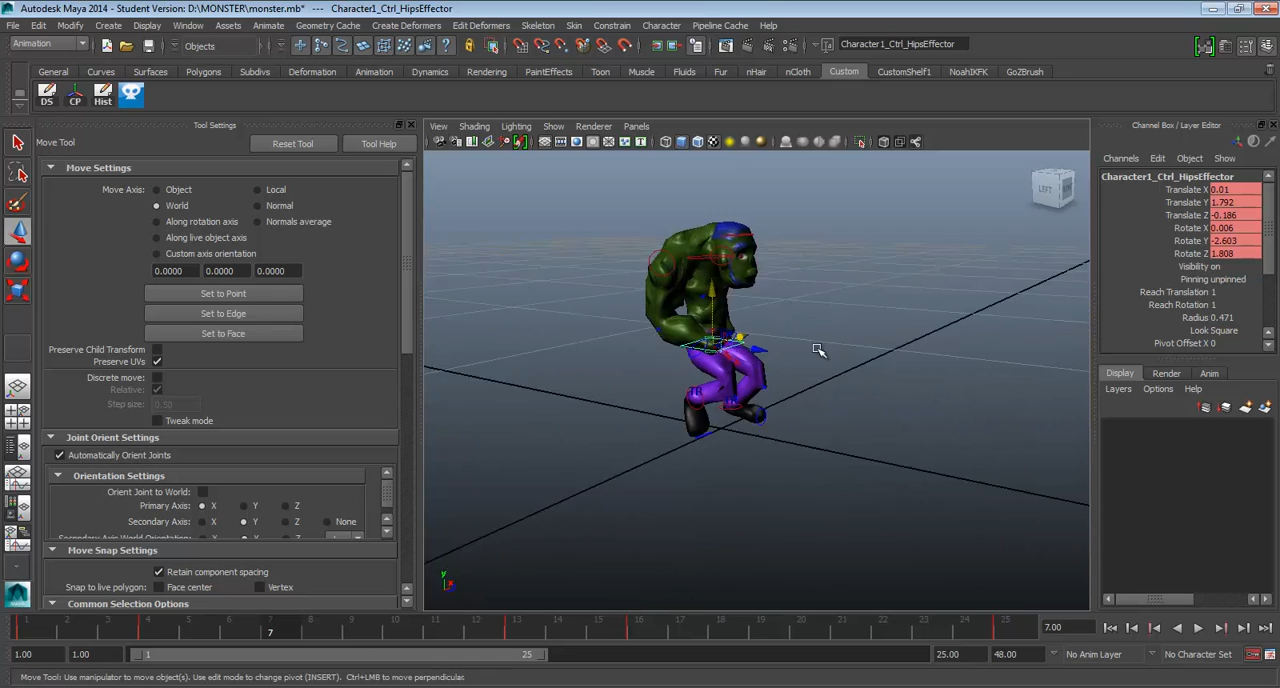 Autodesk Maya 2014 - Student Version: D:\MONSTER\monster.mb* --- Character1_Ctrl_HipsEffector
File Edit Modify Create Display Window Assets Animate Geometry Cache Create Deformers Edit Deformers Skeleton Skin Constrain Character Pipeline Cache Help
Animation Objects Character1_Ctrl_HipsEffector
General Curves Surfaces Polygons Subdivs Deformation Animation Dynamics Rendering PaintEffects Toon Muscle Fluids Fur nHair nCloth Custom CustomShelf1 NoahIKFK GoZBrush
DS CP Hist
Tool Settings
Move Tool Reset Tool Tool Help
Move Settings
Move Axis: Object Local
World Normal
Along rotation axis Normals average
Along live object axis
Custom axis orientation
0.0000 0.0000 0.0000
Set to Point
Set to Edge
Set to Face
Preserve Child Transform
Preserve UVs
Discrete move:
Relative:
Step size: 0.50
Tweak mode
Joint Orient Settings
Automatically Orient Joints
Orientation Settings
Orient Joint to World:
Primary Axis: X Y Z
Secondary Axis: X Y Z None
Secondary Axis World Orientation:
Move Snap Settings
Retain component spacing
Snap to live polygon: Face center Vertex
Common Selection Options
View Shading Lighting Show Renderer Panels
LEFT
TR
y
x
Channel Box / Layer Editor
Channels Edit Object Show
Character1_Ctrl_HipsEffector
Translate X 0.01
Translate Y 1.792
Translate Z -0.186
Rotate X 0.006
Rotate Y -2.603
Rotate Z 1.808
Visibility on
Pinning unpinned
Reach Translation 1
Reach Rotation 1
Radius 0.471
Look Square
Pivot Offset X 0
Display Render Anim
Layers Options Help
1 2 3 4 5 6 7 8 9 10 11 12 13 14 15 16 17 18 19 20 21 22 23 24 25
7
7.00
1.00 1.00 1 25 25.00 48.00 No Anim Layer No Character Set
Move Tool: Use manipulator to move object(s). Use edit mode to change pivot (INSERT). Ctrl+LMB to move perpendicular.